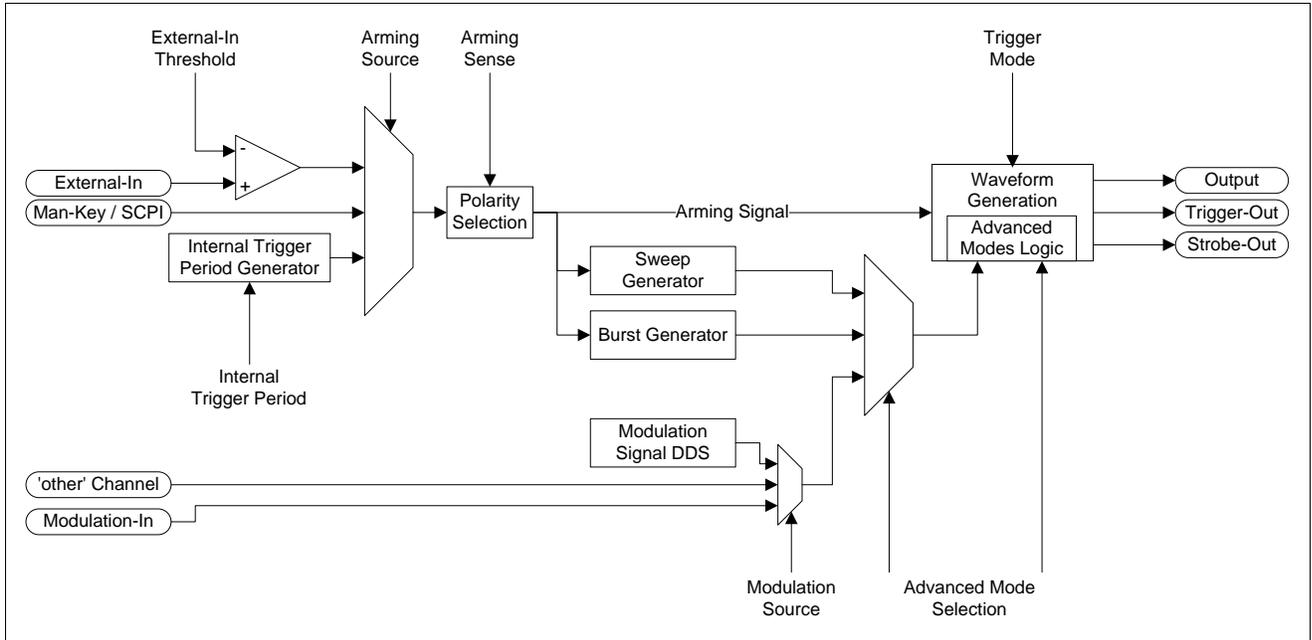 External-In
Threshold
Arming
Source
Arming
Sense
Trigger
Mode
-
+
External-In
Man-Key / SCPI
Internal Trigger
Period Generator
Polarity
Selection
Arming Signal
Waveform
Generation
Advanced
Modes Logic
Output
Trigger-Out
Strobe-Out
Sweep
Generator
Burst Generator
Internal
Trigger Period
Modulation
Signal DDS
'other' Channel
Modulation-In
Modulation
Source
Advanced Mode
Selection